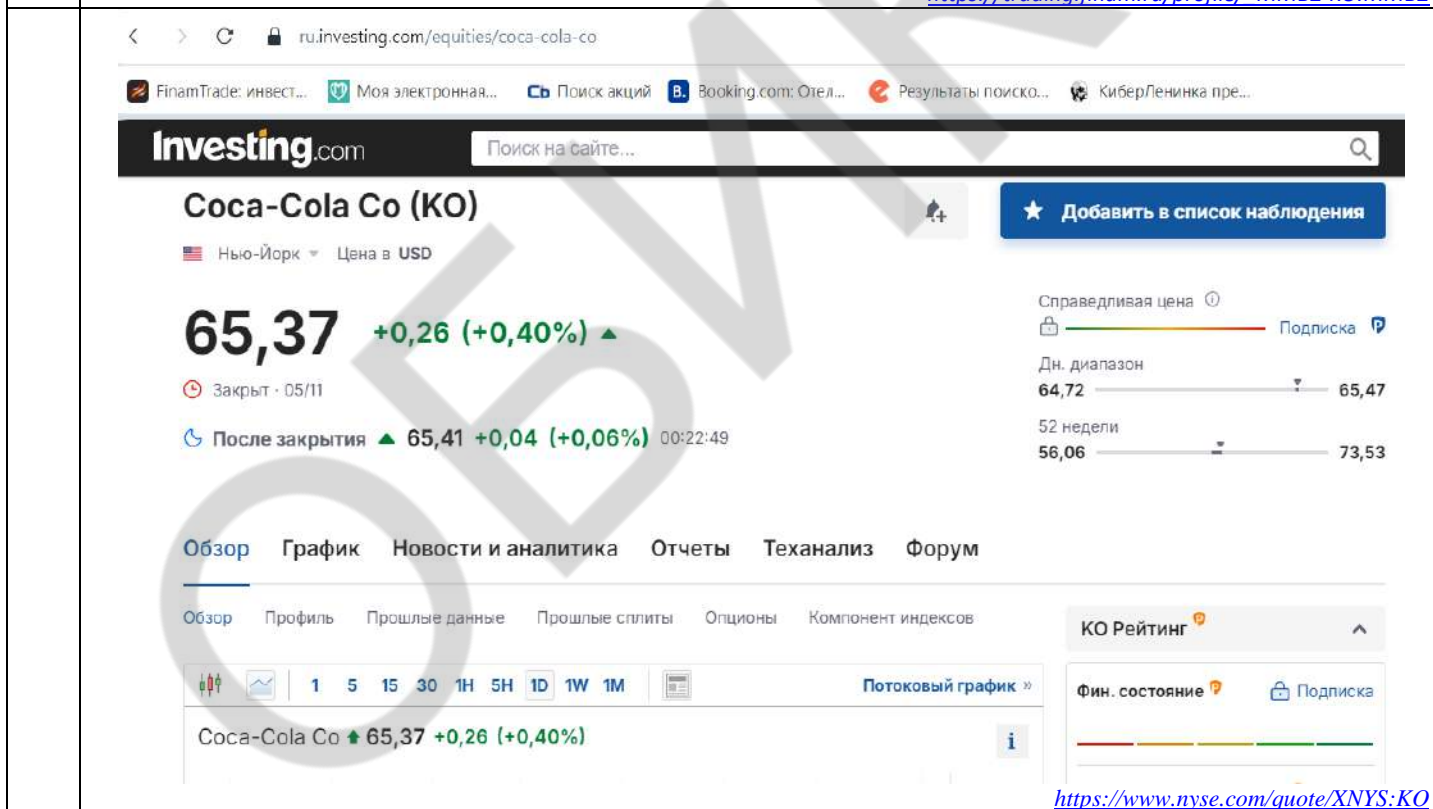 ru.investing.com/equities/coca-cola-co
FinamTrade: инвест... Моя электронная... Сb Поиск акций B. Booking.com: Отел... Результаты поиско... КиберЛенинка пре...
Investing.com Поиск на сайте...
Coca-Cola Co (KO) Добавить в список наблюдения
Нью-Йорк Цена в USD
Справедливая цена
65,37 +0,26 (+0,40%) Подписка
Дн. диапазон
Закрыт · 05/11 64,72 65,47
52 недели
После закрытия 65,41 +0,04 (+0,06%) 00:22:49
56,06 73,53
Обзор График Новости и аналитика Отчеты Теханализ Форум
Обзор Профиль Прошлые данные Прошлые сплиты Опционы Компонент индексов
KO Рейтинг
1 5 15 30 1H 5H 1D 1W 1M Потоковый график »
Фин. состояние Подписка
Coca-Cola Co 65,37 +0,26 (+0,40%) i
https://www.nyse.com/quote/XNYS:KO